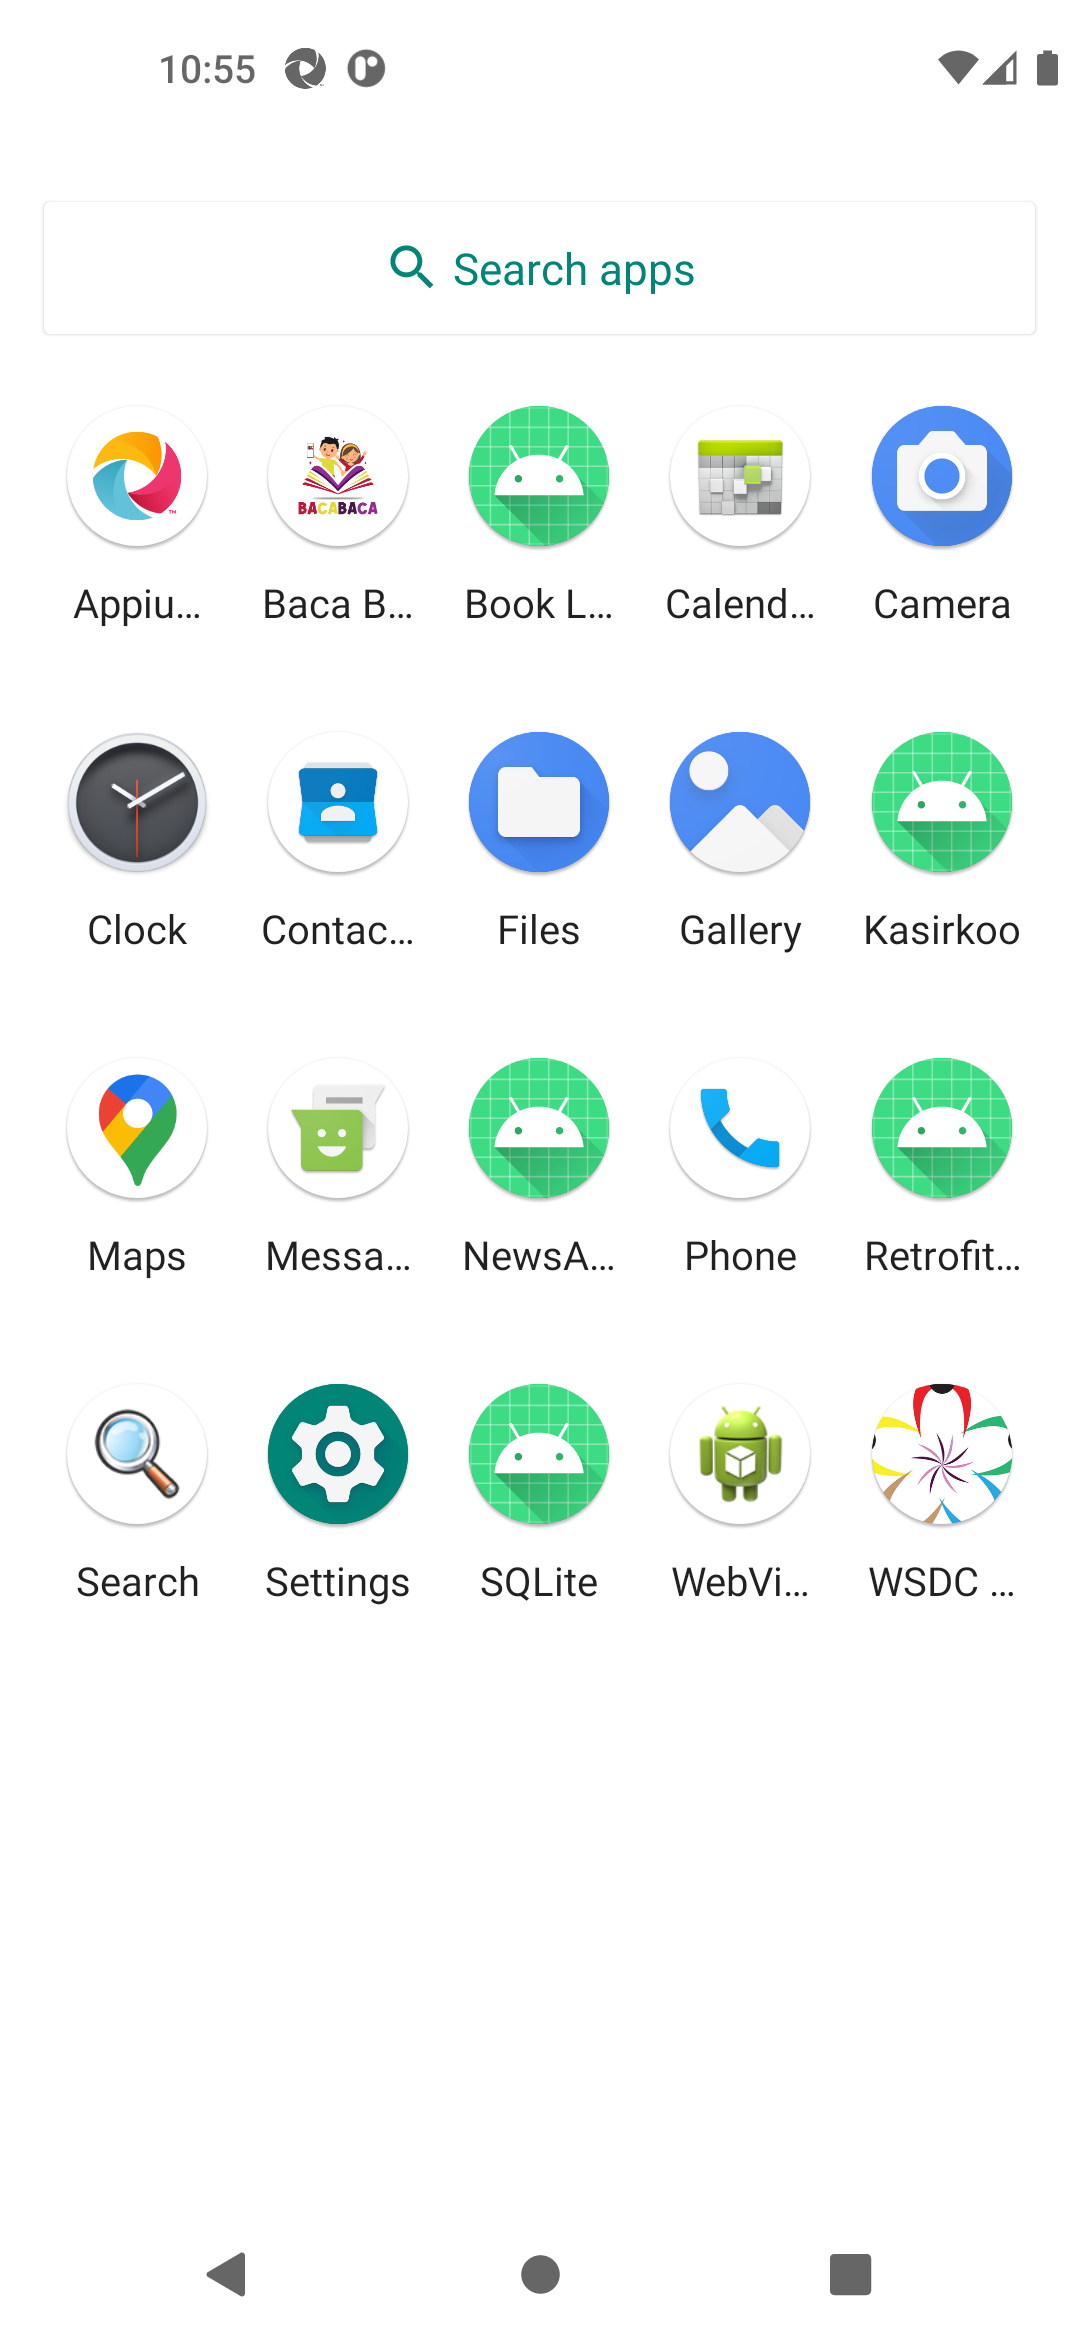 10:55
Search apps
Appiu…
Baca B…
Book L…
Calend…
Camera
BACABACA
Clock
Contac…
Files
Gallery
Kasirkoo
Maps
Messa…
NewsA…
Phone
Retrofit…
Search
Settings
SQLite
WebVi…
WSDC …